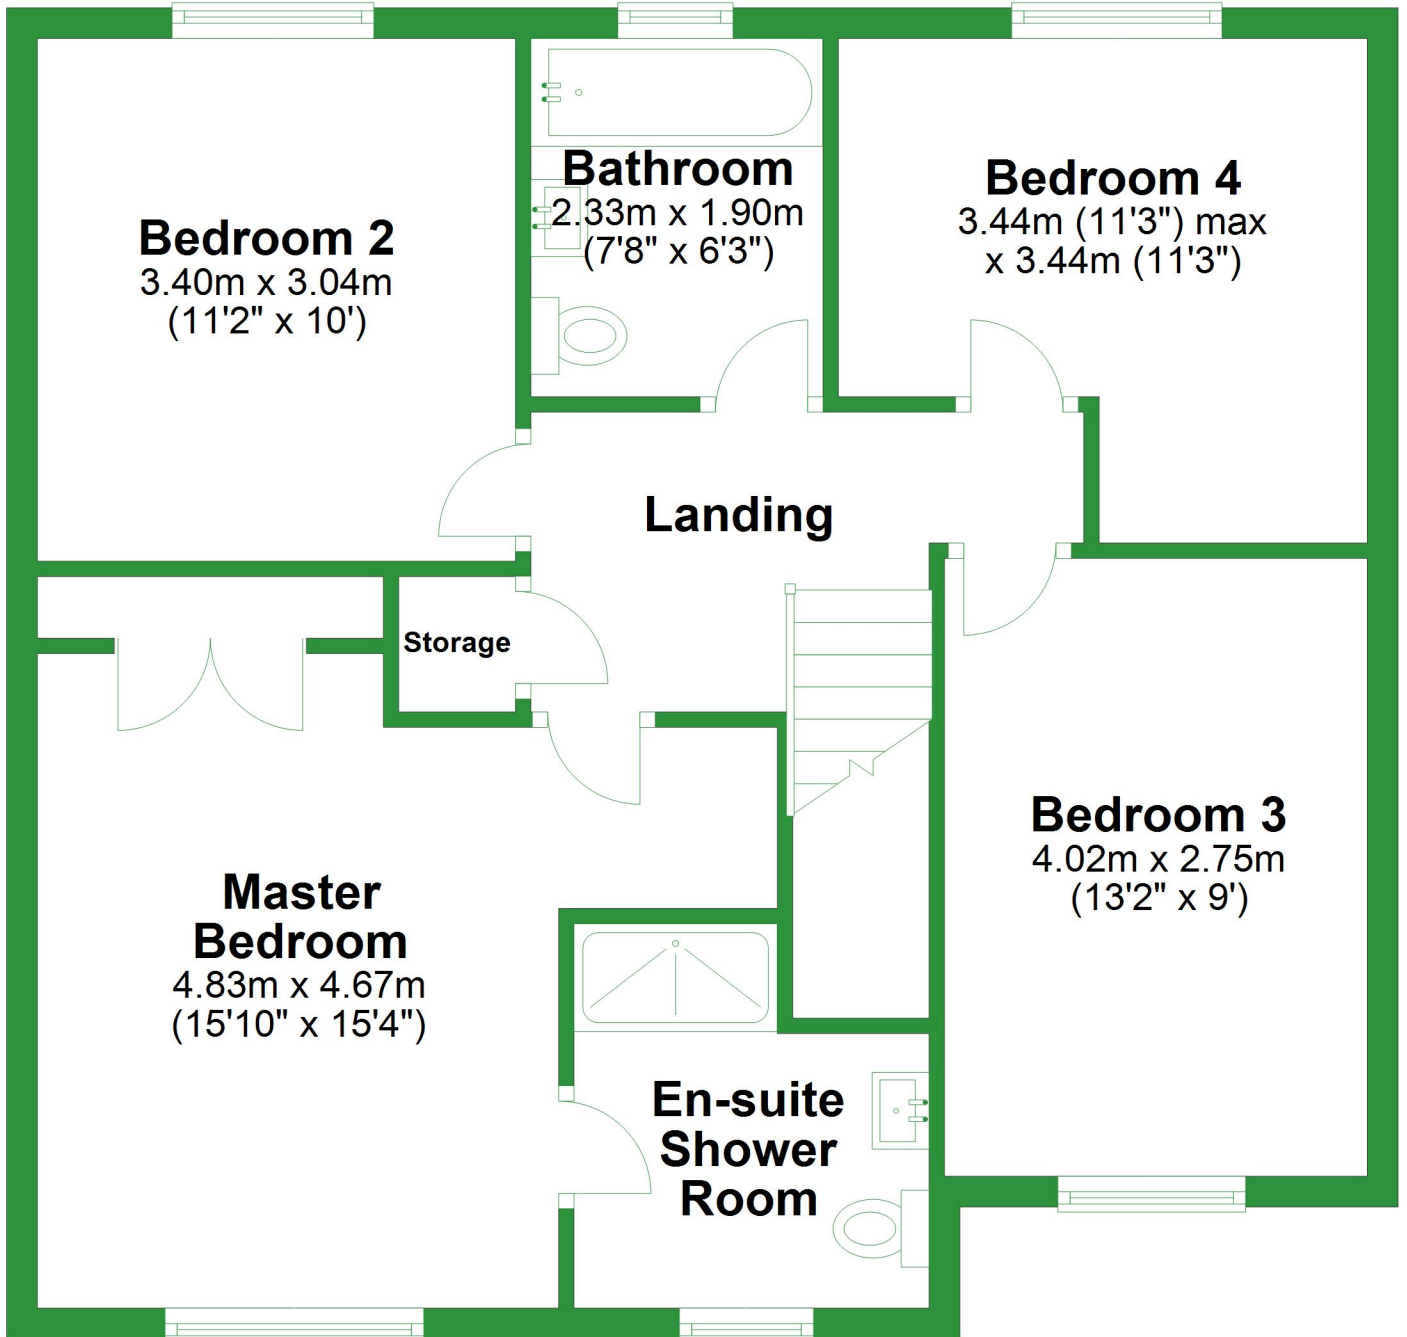 Bedroom 2
3.40m x 3.04m
(11'2" x 10')
Bathroom
2.33m x 1.90m
(7'8" x 6'3")
Bedroom 4
3.44m (11'3") max
x 3.44m (11'3")
Landing
Storage
Master
Bedroom
4.83m x 4.67m
(15'10" x 15'4")
Bedroom 3
4.02m x 2.75m
(13'2" x 9')
En-suite
Shower
Room